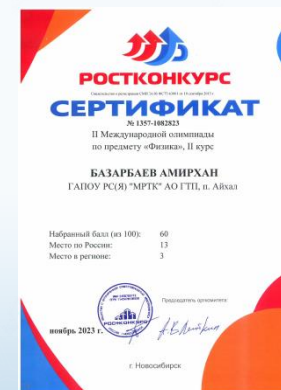 РОСТКОНКУРС
СЕРТИФИКАТ
№ 1357-1082823
II Международной олимпиады
по предмету «Физика», II курс
БАЗАРБАЕВ АМИРХАН
ГАПОУ РС(Я) "МРТК" АО ГТП, п. Айхал
Набранный балл (из 100): 60
Место по России: 13
Место в регионе: 3
Председатель оргкомитета:
ноябрь 2023 г.
г. Новосибирск